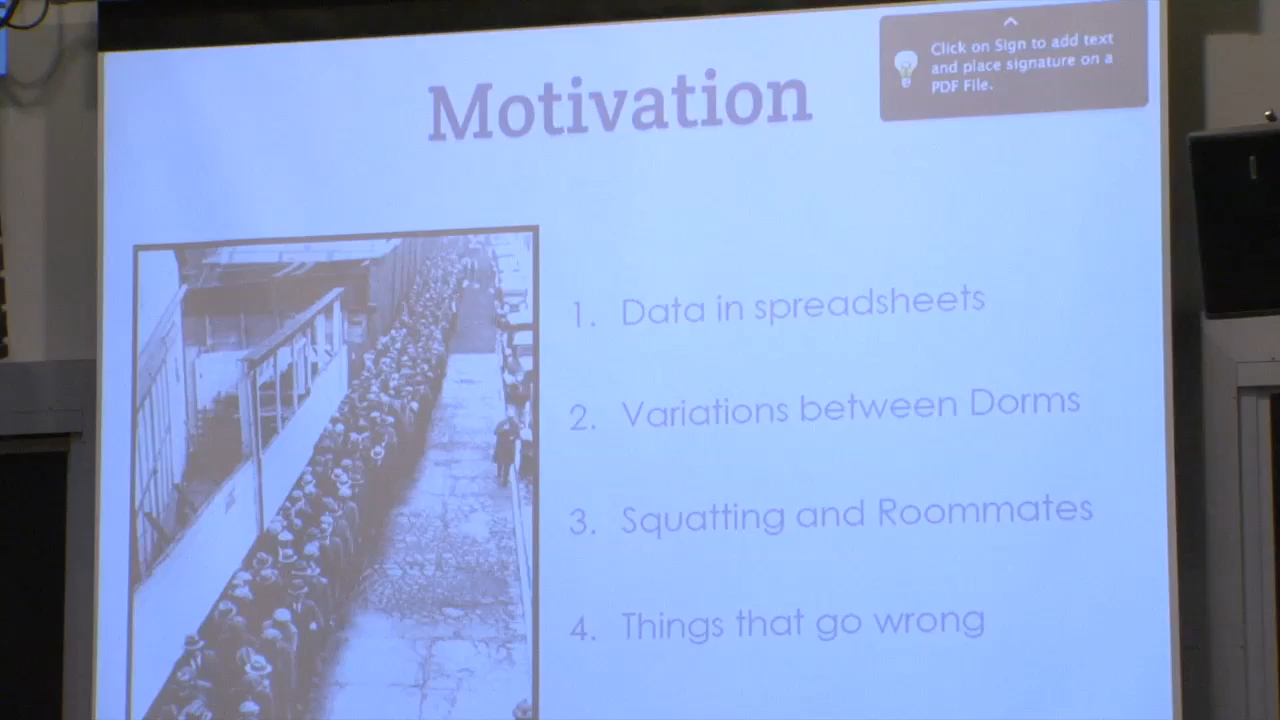 Motivation
Click on Sign to add text
and place signature on a
PDF File.
1. Data in spreadsheets
2. Variations between Dorms
3. Squatting and Roommates
4. Things that go wrong